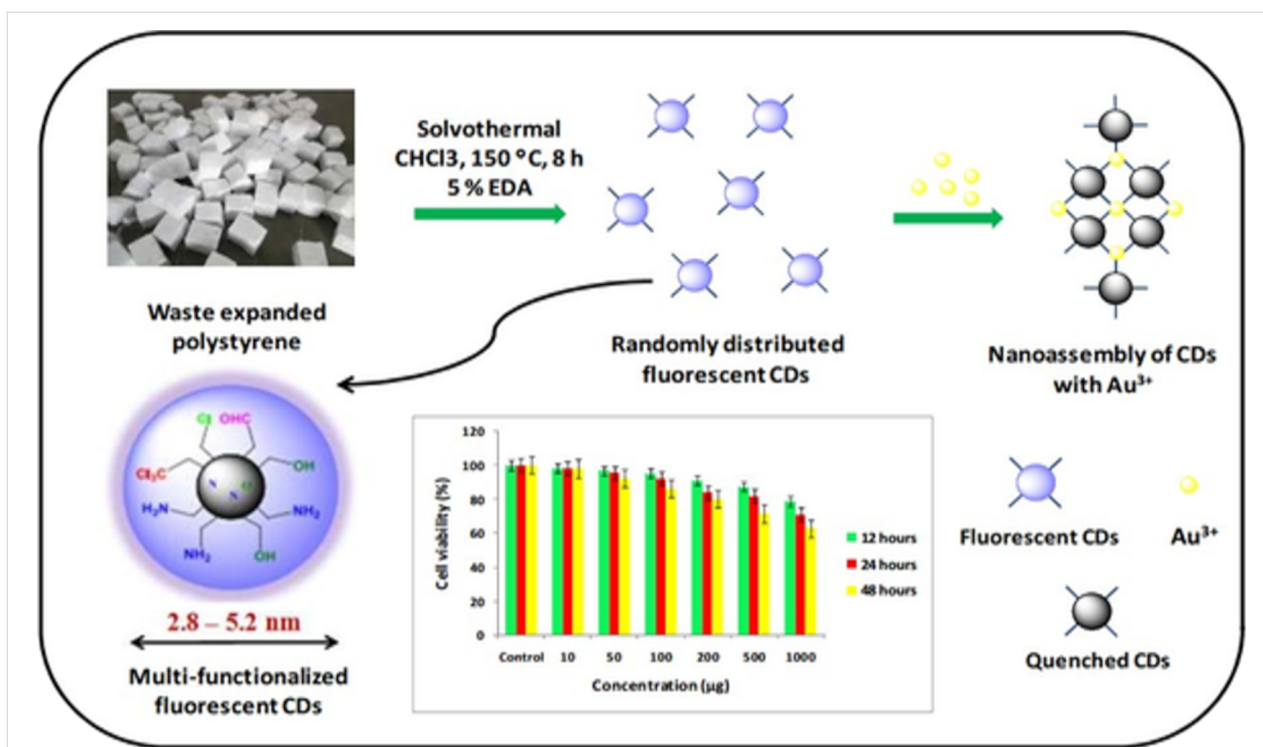 Solvothermal
CHCl3, 150 °C, 8 h
5 % EDA
Waste expanded
polystyrene
Randomly distributed
fluorescent CDs
Nanoassembly of CDs
with Au³⁺
Cl OHC
Cl₃C
OH
H₂N
NH₂
NH₂
OH
N
N
Cl
2.8 – 5.2 nm
Multi-functionalized
fluorescent CDs
Cell viability (%)
120
100
80
60
40
20
0
Control 10 50 100 200 500 1000
Concentration (µg)
12 hours
24 hours
48 hours
Fluorescent CDs
Au³⁺
Quenched CDs